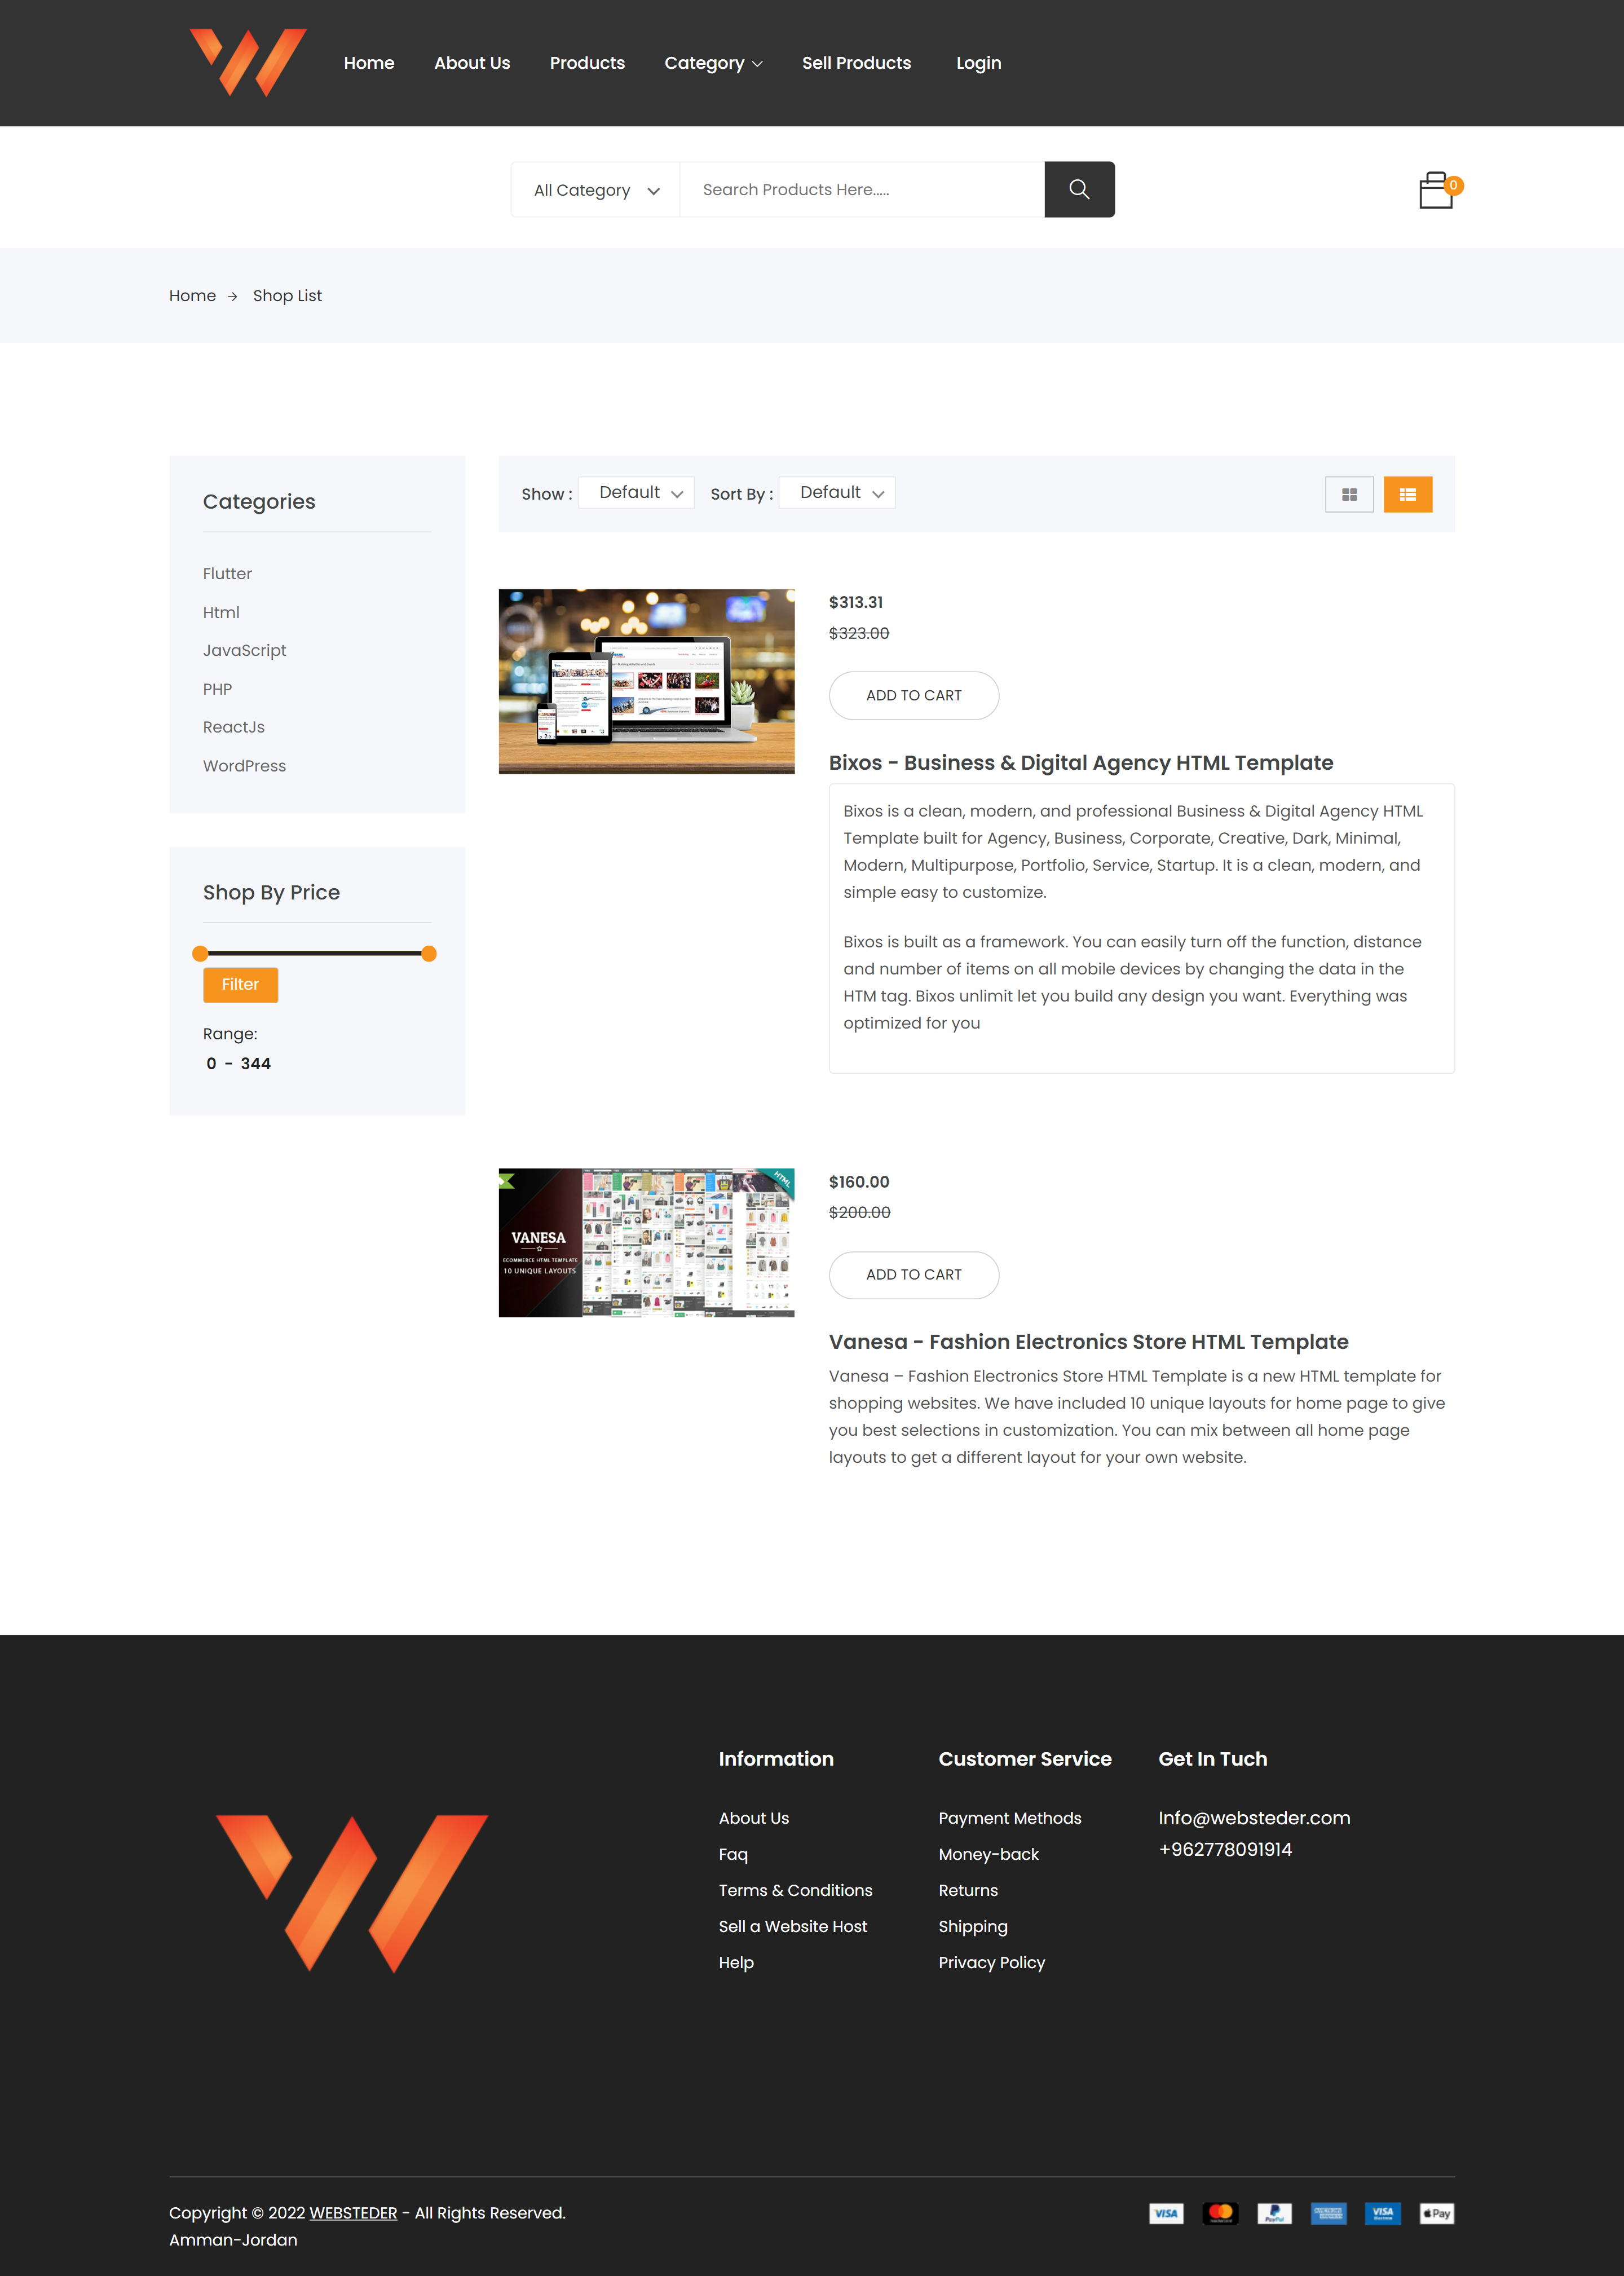 Home About Us Products Category Sell Products Login
All Category Search Products Here.....
0
Home → Shop List
Categories
Flutter
Html
JavaScript
PHP
ReactJs
WordPress
Shop By Price
Filter
Range:
0 - 344
Show : Default Sort By : Default
$313.31
$323.00
ADD TO CART
Bixos - Business & Digital Agency HTML Template
Bixos is a clean, modern, and professional Business & Digital Agency HTML
Template built for Agency, Business, Corporate, Creative, Dark, Minimal,
Modern, Multipurpose, Portfolio, Service, Startup. It is a clean, modern, and
simple easy to customize.
Bixos is built as a framework. You can easily turn off the function, distance
and number of items on all mobile devices by changing the data in the
HTM tag. Bixos unlimit let you build any design you want. Everything was
optimized for you
HTML
VANESA
ECOMMERCE HTML TEMPLATE
10 UNIQUE LAYOUTS
$160.00
$200.00
ADD TO CART
Vanesa - Fashion Electronics Store HTML Template
Vanesa – Fashion Electronics Store HTML Template is a new HTML template for
shopping websites. We have included 10 unique layouts for home page to give
you best selections in customization. You can mix between all home page
layouts to get a different layout for your own website.
Information
About Us
Faq
Terms & Conditions
Sell a Website Host
Help
Customer Service
Payment Methods
Money-back
Returns
Shipping
Privacy Policy
Get In Tuch
Info@websteder.com
+962778091914
Copyright © 2022 WEBSTEDER - All Rights Reserved.
Amman-Jordan
VISA PayPal VISA Pay